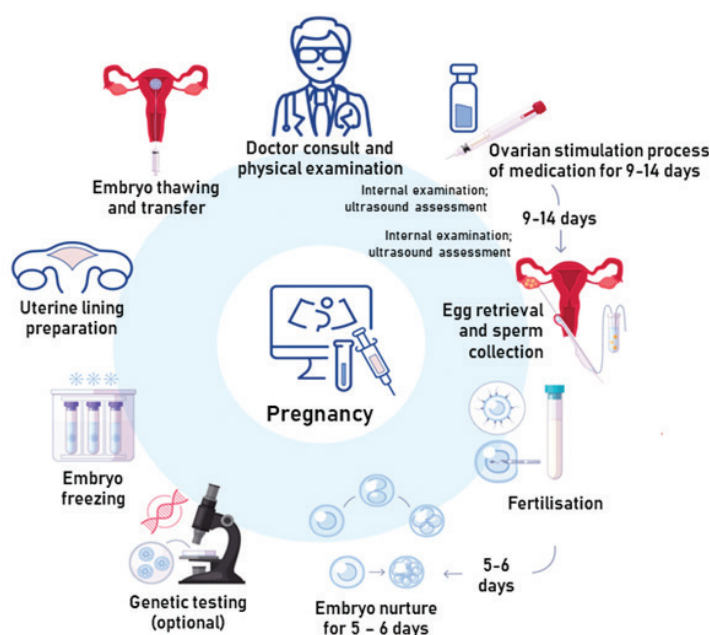 Doctor consult and
physical examination
Ovarian stimulation process
of medication for 9-14 days
Internal examination;
ultrasound assessment
9-14 days
Internal examination;
ultrasound assessment
Egg retrieval
and sperm
collection
Fertilisation
5-6
days
Embryo nurture
for 5 – 6 days
Genetic testing
(optional)
Embryo
freezing
Uterine lining
preparation
Embryo thawing
and transfer
Pregnancy